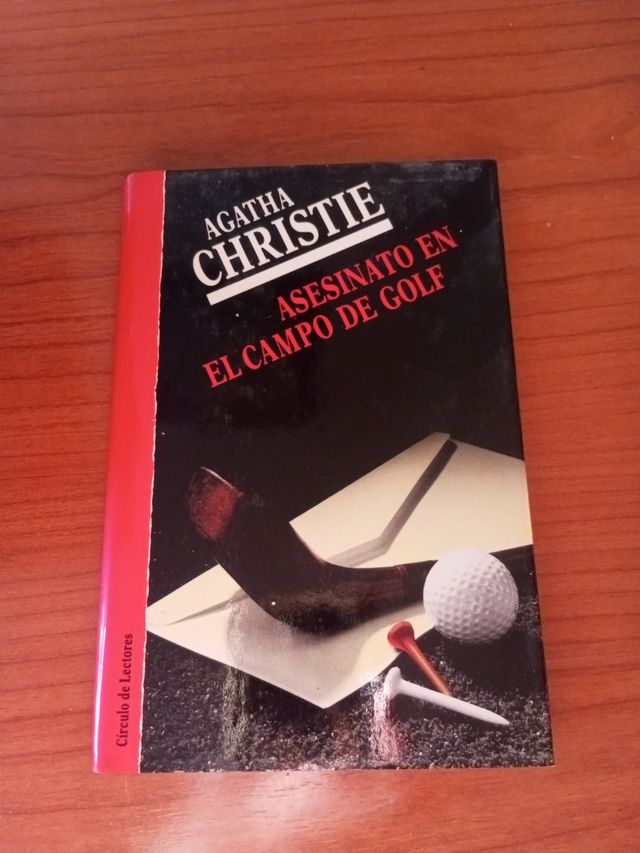 AGATHA
CHRISTIE
ASESINATO EN
EL CAMPO DE GOLF
Círculo de Lectores